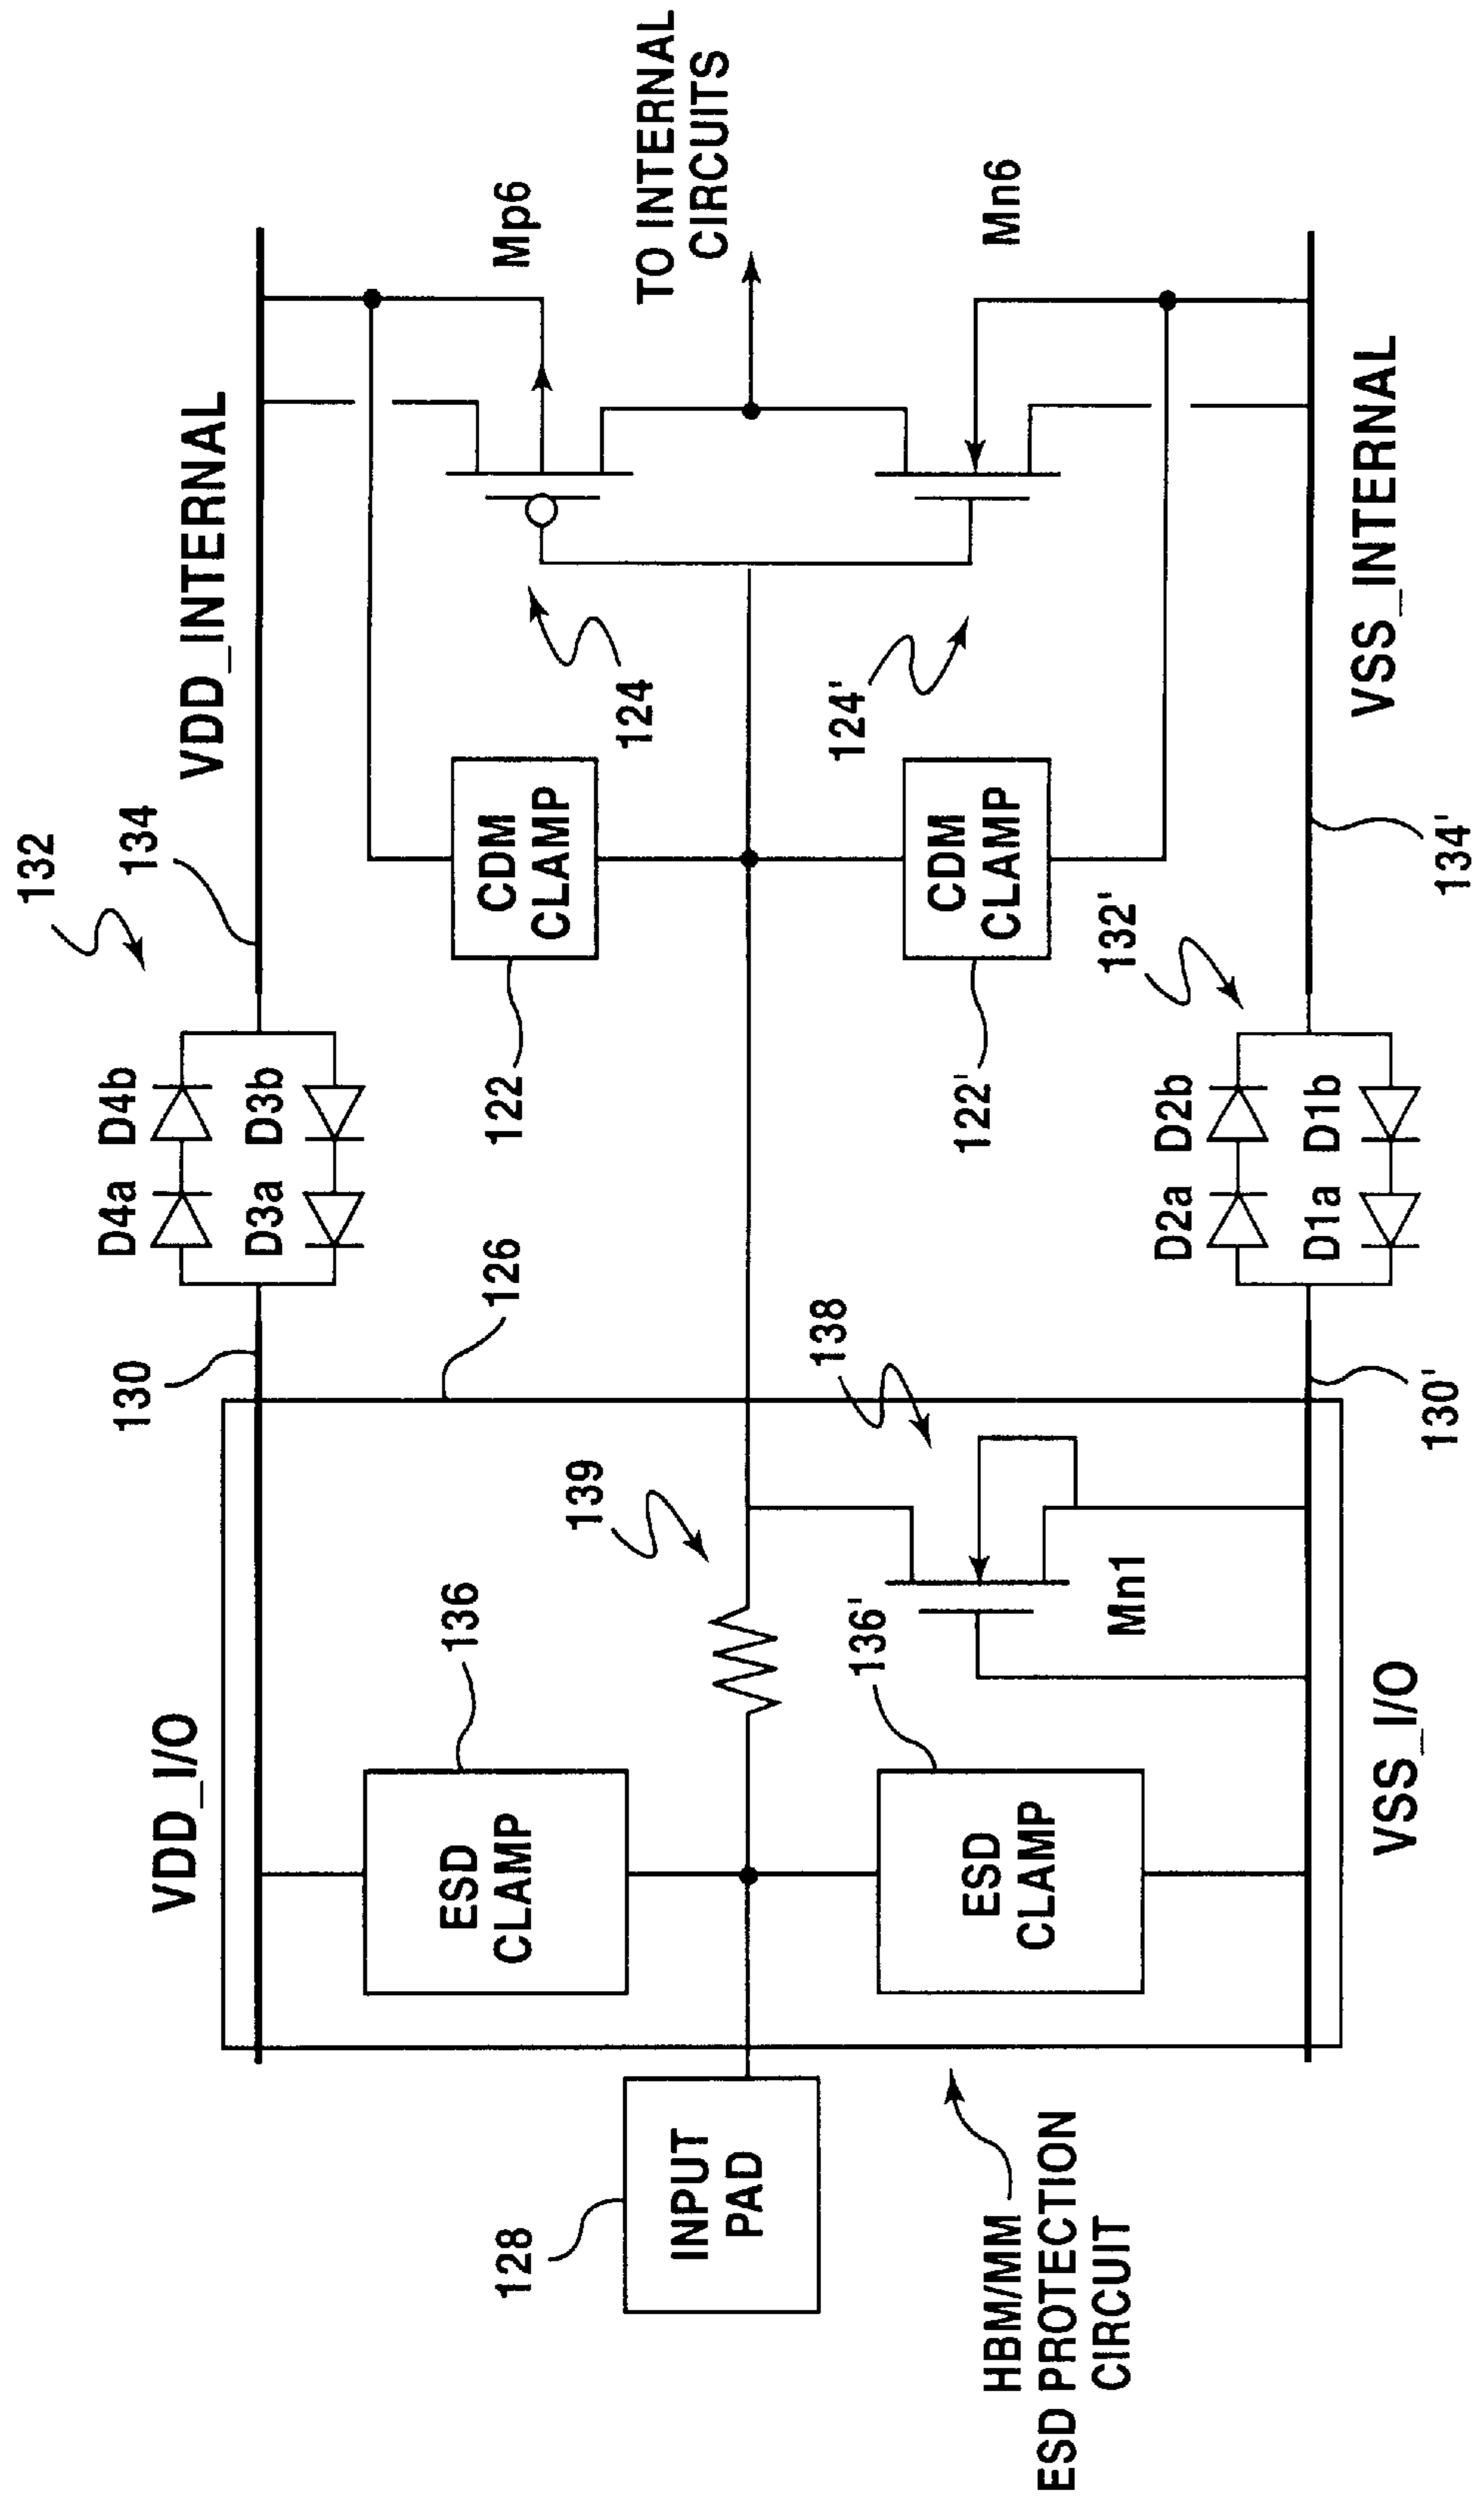 132
134
VDD_INTERNAL
Mp6
TO INTERNAL
CIRCUITS
Mn6
VSS_INTERNAL
134'
124
124'
CDM
CLAMP
CDM
CLAMP
122
122'
132'
D4a D4b
D3a D3b
D2a D2b
D1a D1b
130
126
130'
VDD_I/O
136
139
138
136'
Mn1
ESD
CLAMP
ESD
CLAMP
VSS_I/O
128
INPUT
PAD
HBM/MM
ESD PROTECTION
CIRCUIT